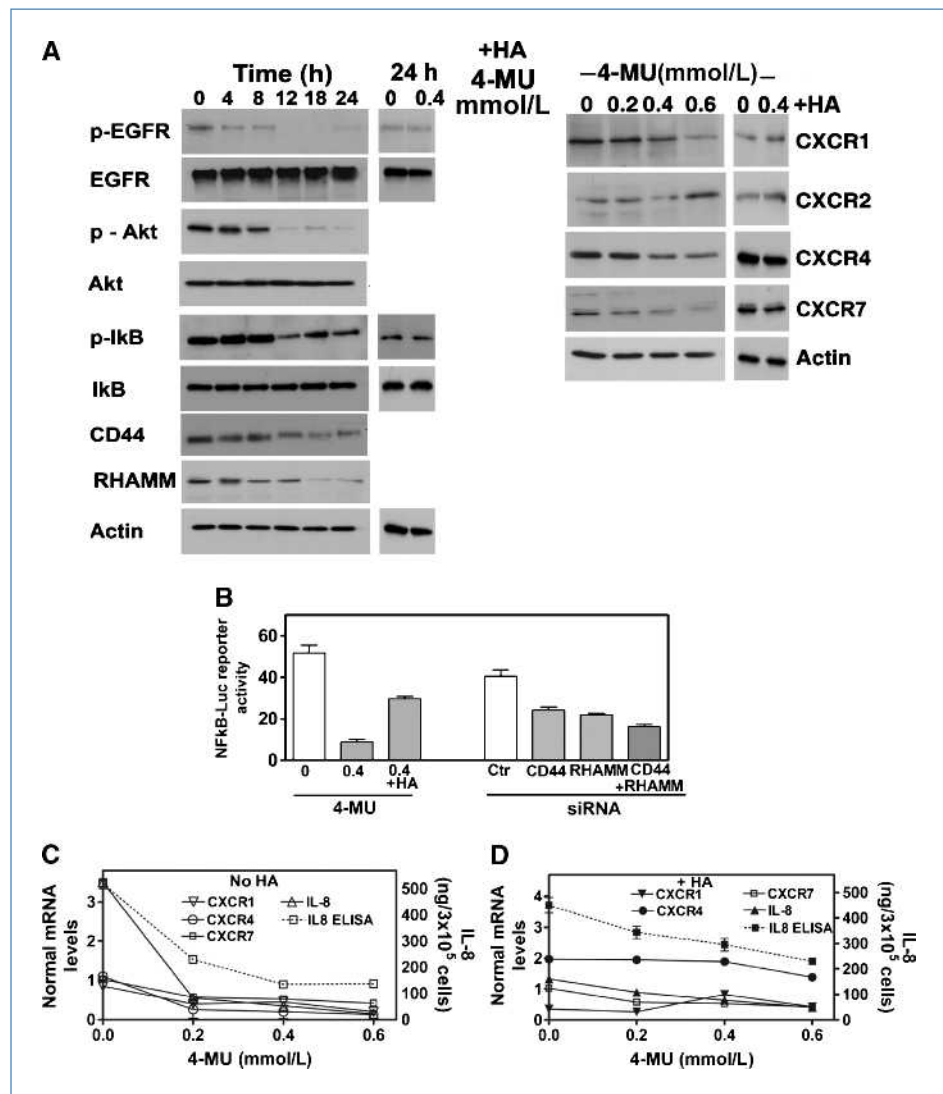 A
Time (h)
0 4 8 12 18 24
24 h
0 0.4
+HA
4-MU
mmol/L
–4-MU(mmol/L)–
0 0.2 0.4 0.6 0 0.4 +HA
p-EGFR
EGFR
p - Akt
Akt
p-IkB
IkB
CD44
RHAMM
Actin
CXCR1
CXCR2
CXCR4
CXCR7
Actin
B
NFkB-Luc reporter
activity
60
40
20
0
0 0.4 0.4
+HA
4-MU
Ctr CD44 RHAMM CD44
+RHAMM
siRNA
C
No HA
CXCR1 IL-8
CXCR4 IL8 ELISA
CXCR7
Normal mRNA
levels
3
2
1
0
500
400
300
200
100
0
IL-8
(ng/3x10⁵ cells)
0.0 0.2 0.4 0.6
4-MU (mmol/L)
D
+ HA
CXCR1 CXCR7
CXCR4 IL-8
IL8 ELISA
Normal mRNA
levels
4
3
2
1
0
500
400
300
200
100
0
IL-8
(ng/3x10⁵ cells)
0.0 0.2 0.4 0.6
4-MU (mmol/L)